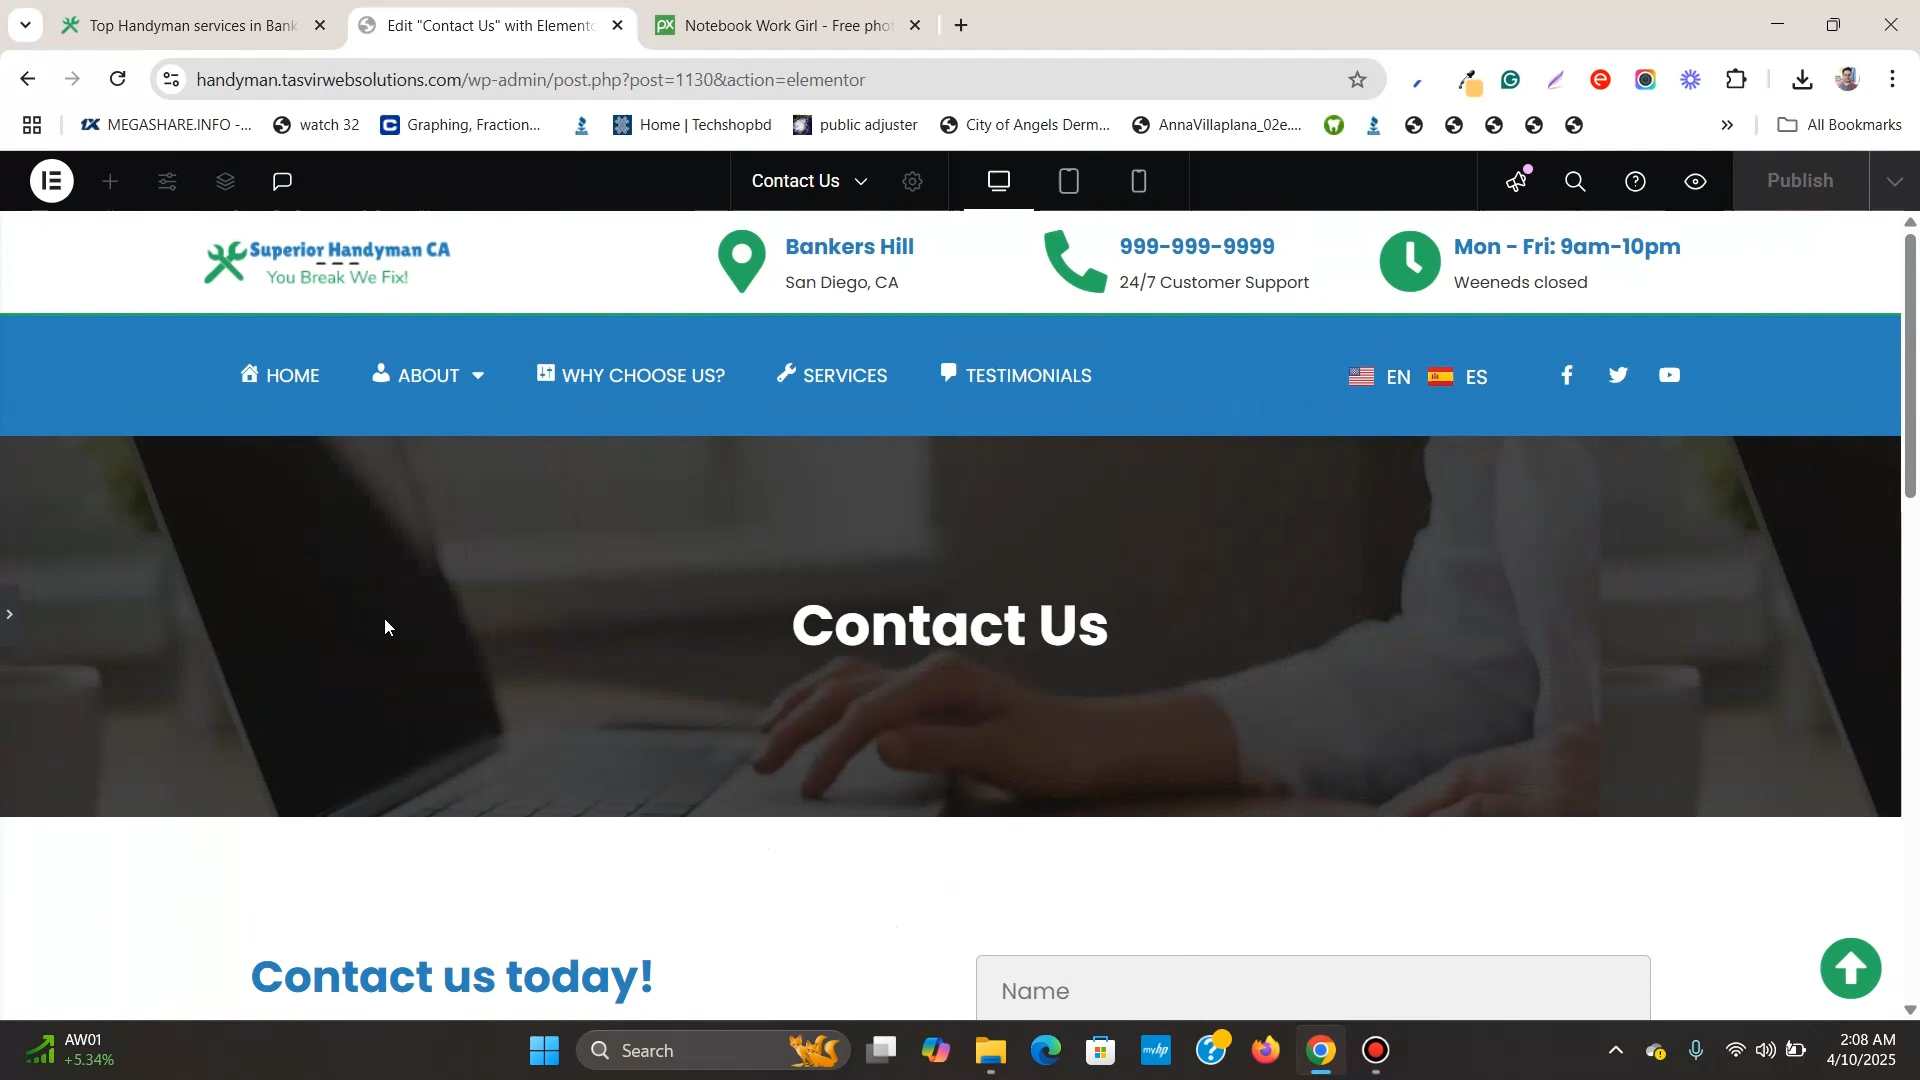 Top Handyman services in Bank
Edit "Contact Us" with Elemento
Notebook Work Girl - Free phot
handyman.tasvirwebsolutions.com/wp-admin/post.php?post=1130&action=elementor
MEGASHARE.INFO -...
watch 32
Graphing, Fraction...
Home | Techshopbd
public adjuster
City of Angels Derm...
AnnaVillaplana_02e....
All Bookmarks
Contact Us
Publish
Superior Handyman CA
You Break We Fix!
Bankers Hill
San Diego, CA
999-999-9999
24/7 Customer Support
Mon - Fri: 9am-10pm
Weeneds closed
HOME
ABOUT
WHY CHOOSE US?
SERVICES
TESTIMONIALS
EN
ES
Contact Us
Contact us today!
Name
AW01
+5.34%
Search
myhp
2:08 AM
4/10/2025